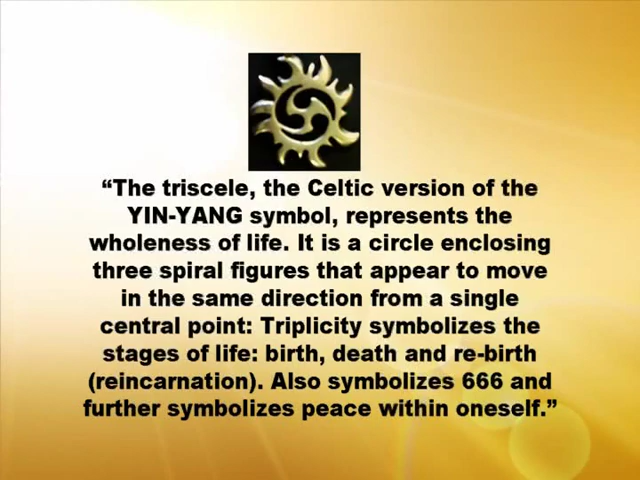 “The triscele, the Celtic version of the
YIN-YANG symbol, represents the
wholeness of life. It is a circle enclosing
three spiral figures that appear to move
in the same direction from a single
central point: Triplicity symbolizes the
stages of life: birth, death and re-birth
(reincarnation). Also symbolizes 666 and
further symbolizes peace within oneself.”